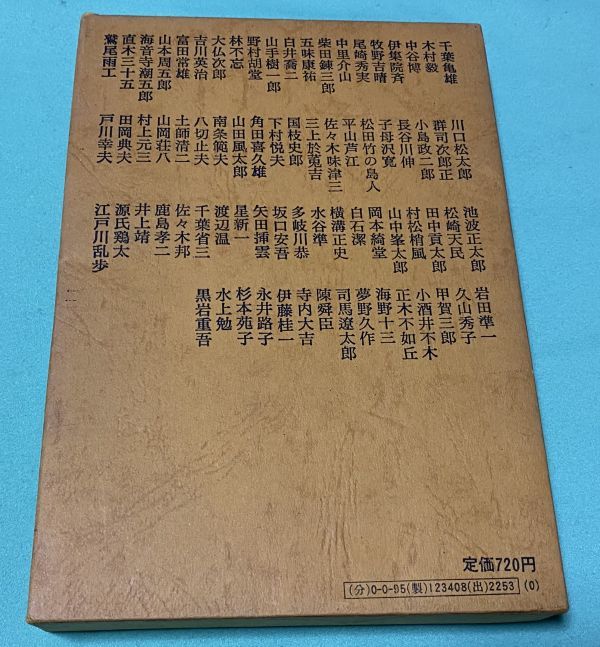 千葉亀雄
木村毅
中谷博
伊集院斉
牧野吉晴
尾崎秀実
中里介山
柴田錬三郎
五味康祐
白井喬二
山手樹一郎
野村胡堂
林不忘
大仏次郎
吉川英治
富田常雄
山本周五郎
海音寺潮五郎
直木三十五
鷲尾雨工
川口松太郎
群司次郎正
小島政二郎
長谷川伸
子母沢寛
松田竹の島人
平山芦江
佐々木味津三
三上於菟吉
国枝史郎
下村悦夫
角田喜久雄
山田風太郎
南条範夫
八切止夫
土師清二
山岡荘八
村上元三
田岡典夫
戸川幸夫
池波正太郎
松崎天民
田中貢太郎
村松梢風
山中峯太郎
岡本綺堂
白石潔
横溝正史
水谷準
多岐川恭
坂口安吾
矢田挿雲
星新一
渡辺温
千葉省三
佐々木邦
鹿島孝二
井上靖
源氏鶏太
江戸川乱歩
岩田準一
久山秀子
甲賀三郎
小酒井不木
正木不如丘
海野十三
夢野久作
司馬遼太郎
陳舜臣
寺内大吉
伊藤桂一
永井路子
杉本苑子
水上勉
黒岩重吾
定価720円
(分)0-0-95(製)123408(出)2253 (0)